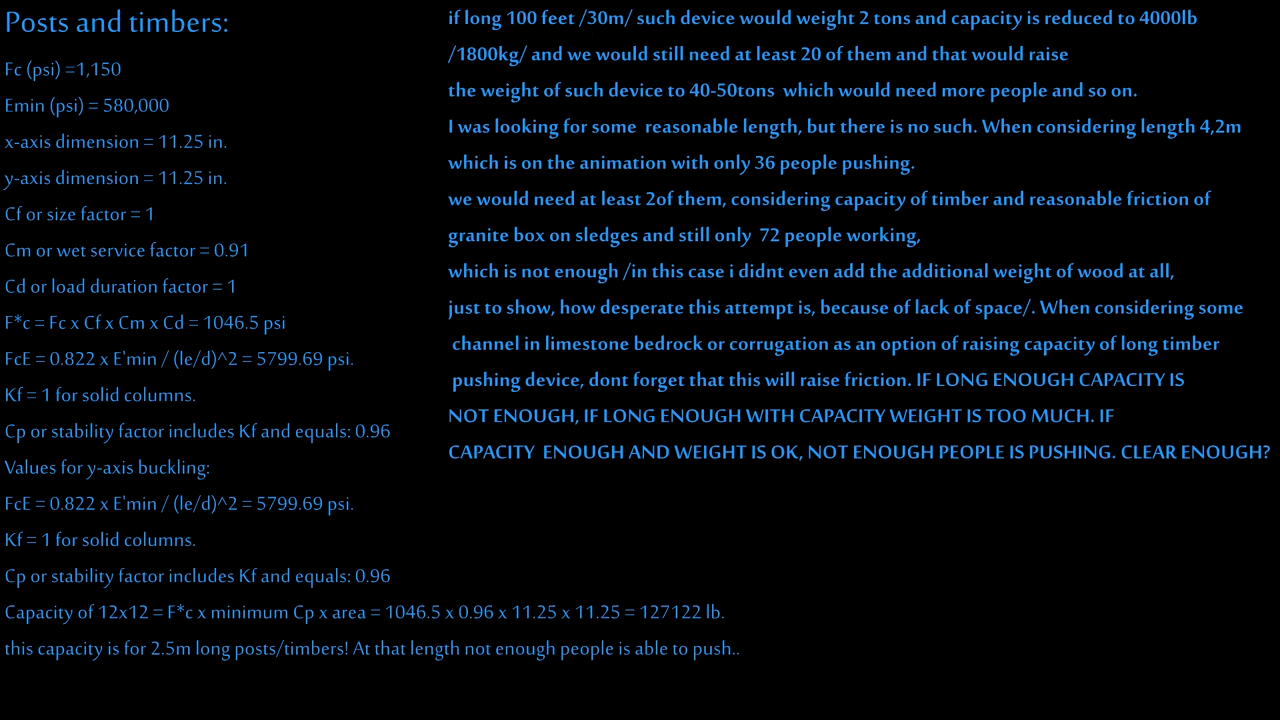 Posts and timbers:
Fc (psi) =1,150
Emin (psi) = 580,000
x-axis dimension = 11.25 in.
y-axis dimension = 11.25 in.
Cf or size factor = 1
Cm or wet service factor = 0.91
Cd or load duration factor = 1
F*c = Fc x Cf x Cm x Cd = 1046.5 psi
FcE = 0.822 x E'min / (le/d)^2 = 5799.69 psi.
Kf = 1 for solid columns.
Cp or stability factor includes Kf and equals: 0.96
Values for y-axis buckling:
FcE = 0.822 x E'min / (le/d)^2 = 5799.69 psi.
Kf = 1 for solid columns.
Cp or stability factor includes Kf and equals: 0.96
Capacity of 12x12 = F*c x minimum Cp x area = 1046.5 x 0.96 x 11.25 x 11.25 = 127122 lb.
this capacity is for 2.5m long posts/timbers! At that length not enough people is able to push..
if long 100 feet /30m/ such device would weight 2 tons and capacity is reduced to 4000lb
/1800kg/ and we would still need at least 20 of them and that would raise
the weight of such device to 40-50tons which would need more people and so on.
I was looking for some reasonable length, but there is no such. When considering length 4,2m
which is on the animation with only 36 people pushing.
we would need at least 2of them, considering capacity of timber and reasonable friction of
granite box on sledges and still only 72 people working,
which is not enough /in this case i didnt even add the additional weight of wood at all,
just to show, how desperate this attempt is, because of lack of space/. When considering some
channel in limestone bedrock or corrugation as an option of raising capacity of long timber
pushing device, dont forget that this will raise friction. IF LONG ENOUGH CAPACITY IS
NOT ENOUGH, IF LONG ENOUGH WITH CAPACITY WEIGHT IS TOO MUCH. IF
CAPACITY ENOUGH AND WEIGHT IS OK, NOT ENOUGH PEOPLE IS PUSHING. CLEAR ENOUGH?